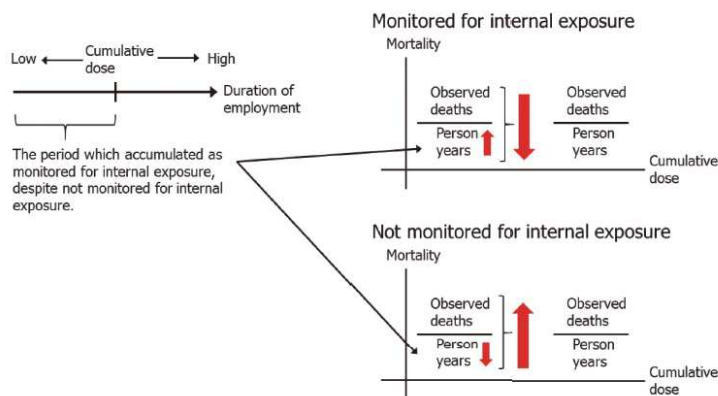 Low
Cumulative
dose
High
Duration of
employment
The period which accumulated as
monitored for internal exposure,
despite not monitored for internal
exposure.
Monitored for internal exposure
Mortality
Observed
deaths
Person
years
Observed
deaths
Person
years
Cumulative
dose
Not monitored for internal exposure
Mortality
Observed
deaths
Person
years
Observed
deaths
Person
years
Cumulative
dose